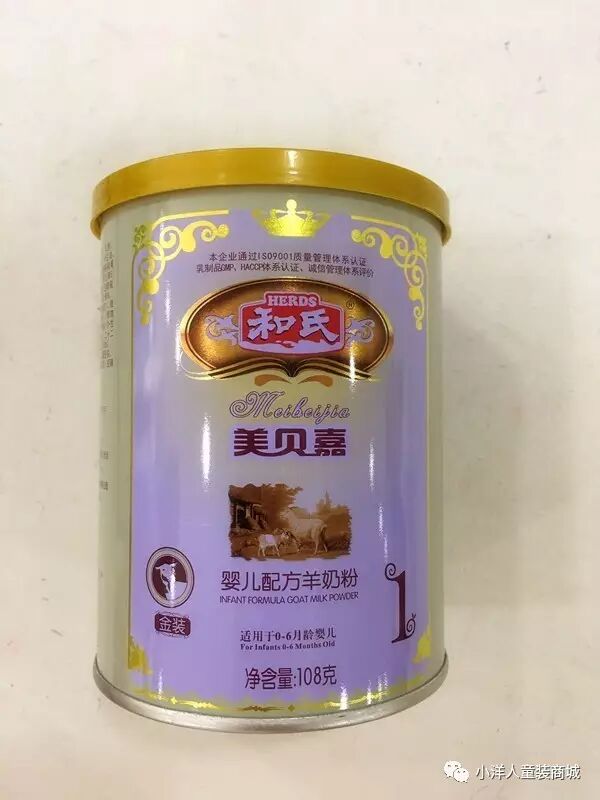 本企业通过ISO9001质量管理体系认证
乳制品GMP、HACCP体系认证、诚信管理体系评价
HERDS
和氏®
Meibeijia
美贝嘉
婴儿配方羊奶粉
INFANT FORMULA GOAT MILK POWDER
1
金装
适用于0-6月龄婴儿
For Infants 0-6 Months Old
净含量:108克
小洋人童装商城